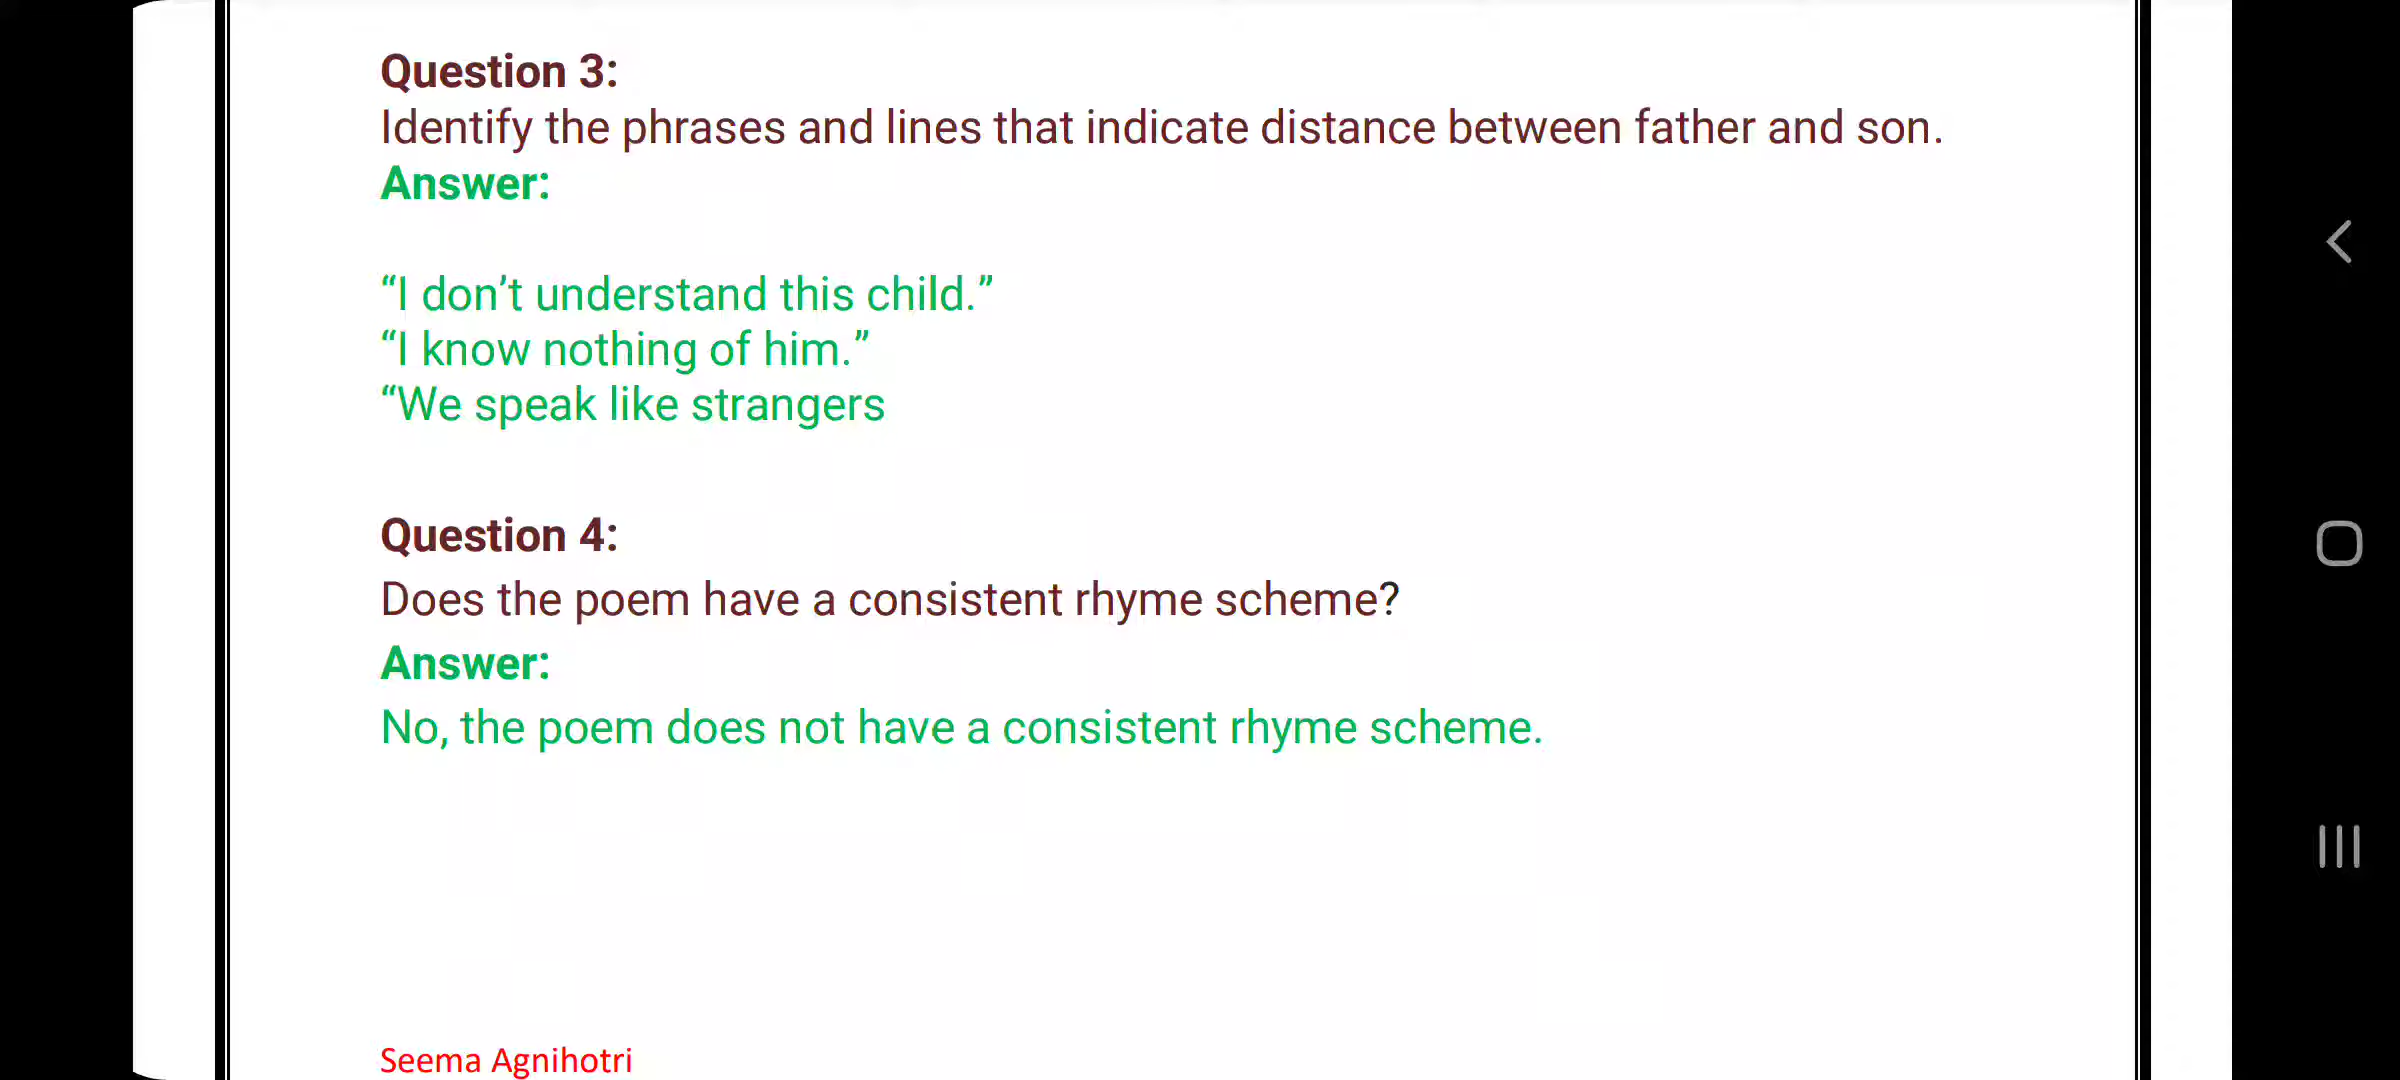 Question 3:
Identify the phrases and lines that indicate distance between father and son.
Answer:
“I don’t understand this child.”
“I know nothing of him.”
“We speak like strangers
Question 4:
Does the poem have a consistent rhyme scheme?
Answer:
No, the poem does not have a consistent rhyme scheme.
Seema Agnihotri